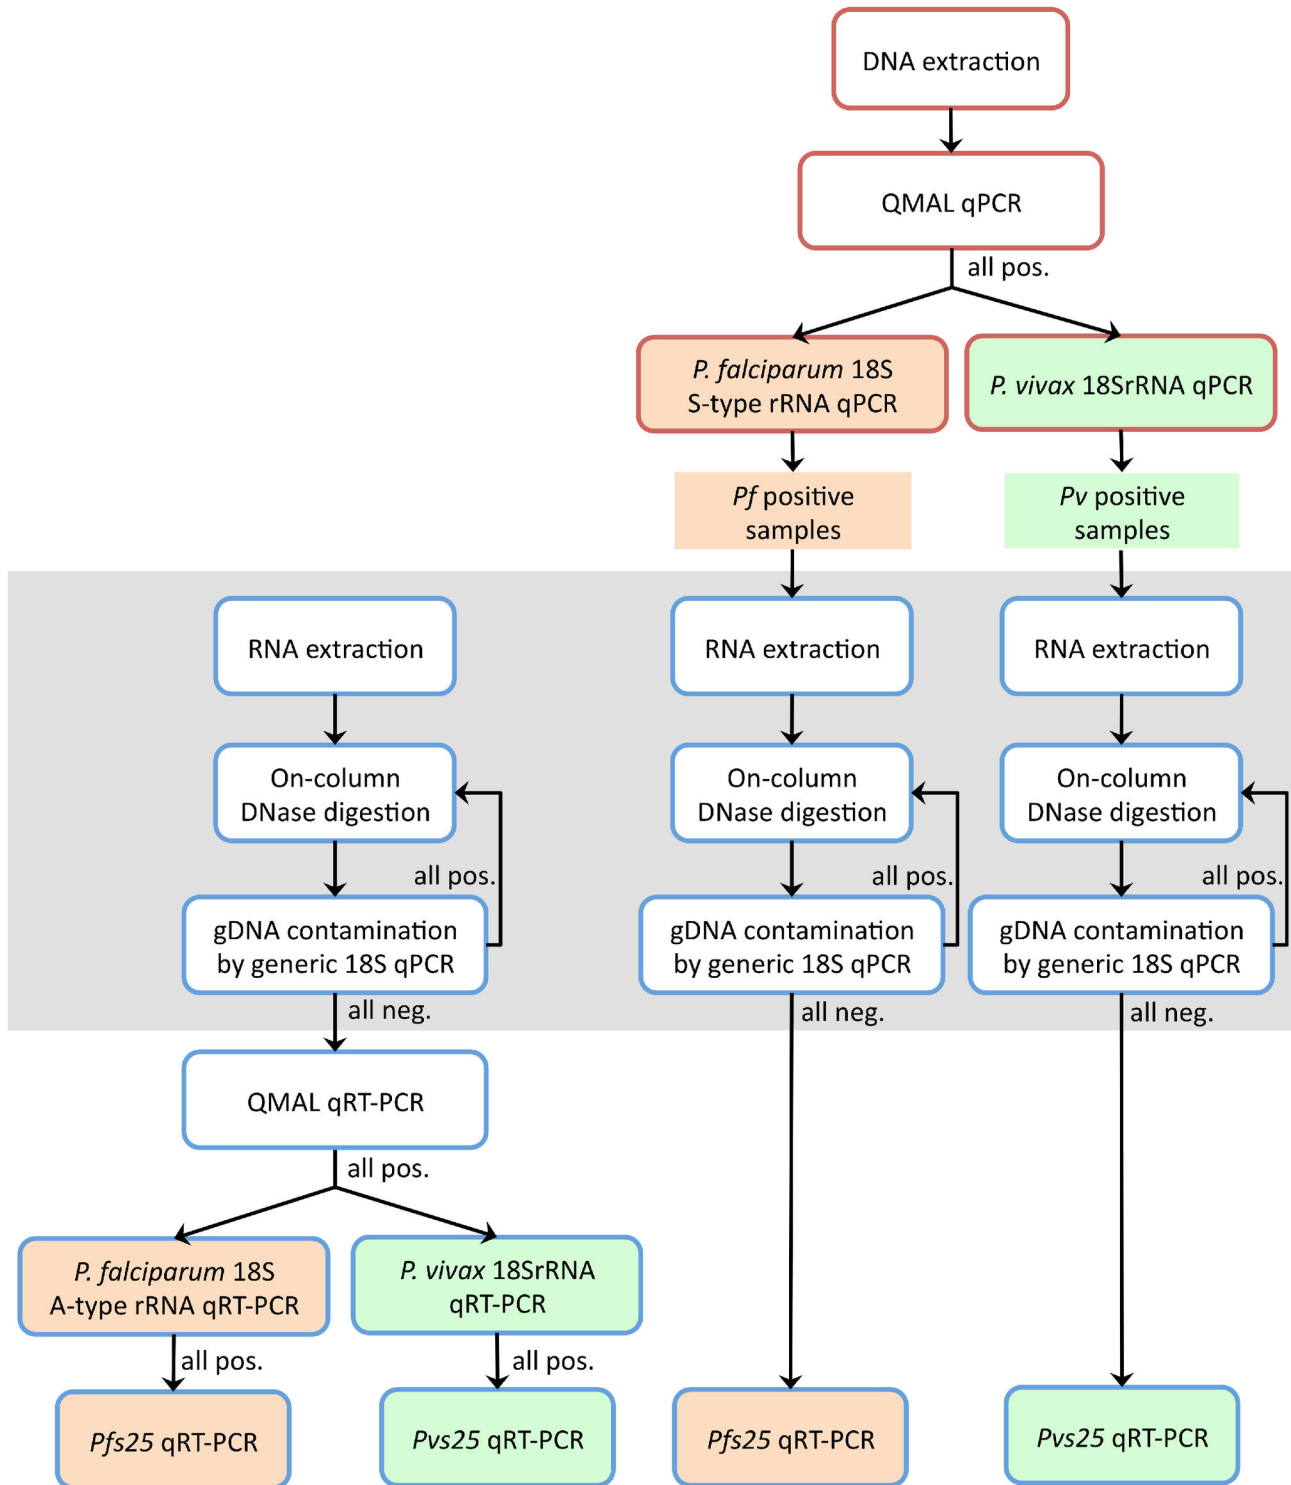 DNA extraction
QMAL qPCR
all pos.
P. falciparum 18S
S-type rRNA qPCR
P. vivax 18SrRNA qPCR
Pf positive
samples
Pv positive
samples
RNA extraction
RNA extraction
RNA extraction
On-column
DNase digestion
On-column
DNase digestion
On-column
DNase digestion
all pos.
all pos.
all pos.
gDNA contamination
by generic 18S qPCR
gDNA contamination
by generic 18S qPCR
gDNA contamination
by generic 18S qPCR
all neg.
all neg.
all neg.
QMAL qRT-PCR
all pos.
P. falciparum 18S
A-type rRNA qRT-PCR
P. vivax 18SrRNA
qRT-PCR
all pos.
all pos.
Pfs25 qRT-PCR
Pvs25 qRT-PCR
Pfs25 qRT-PCR
Pvs25 qRT-PCR